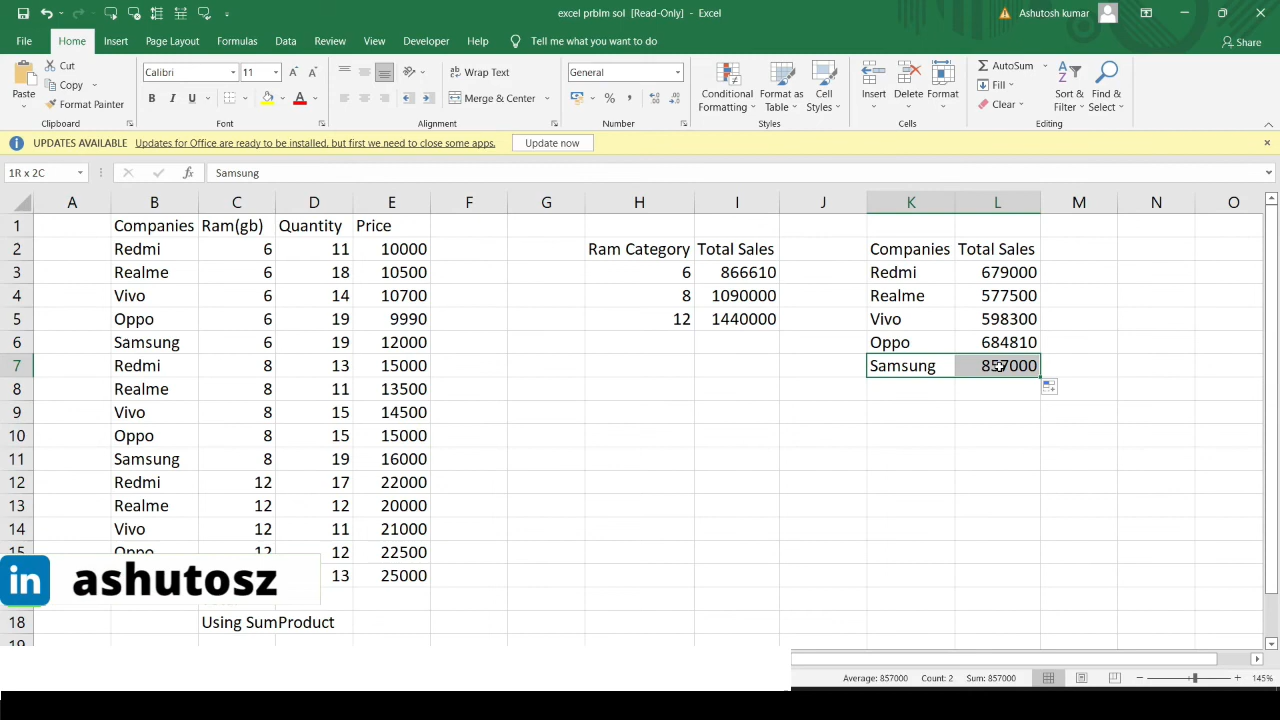 excel prblm sol [Read-Only] - Excel
Ashutosh kumar
File Home Insert Page Layout Formulas Data Review View Developer Help Tell me what you want to do Share
Paste
Cut
Copy
Format Painter
Clipboard
Calibri 11
B I U
Font
Wrap Text
Merge & Center
Alignment
General
Number
Conditional Formatting
Format as Table
Cell Styles
Styles
Insert Delete Format
Cells
AutoSum
Fill
Clear
Sort & Filter
Find & Select
Editing
UPDATES AVAILABLE Updates for Office are ready to be installed, but first we need to close some apps. Update now
1R x 2C fx Samsung
A B C D E F G H I J K L M N O
1 Companies Ram(gb) Quantity Price
2 Redmi 6 11 10000 Ram Category Total Sales Companies Total Sales
3 Realme 6 18 10500 6 866610 Redmi 679000
4 Vivo 6 14 10700 8 1090000 Realme 577500
5 Oppo 6 19 9990 12 1440000 Vivo 598300
6 Samsung 6 19 12000 Oppo 684810
7 Redmi 8 13 15000 Samsung 857000
8 Realme 8 11 13500
9 Vivo 8 15 14500
10 Oppo 8 15 15000
11 Samsung 8 19 16000
12 Redmi 12 17 22000
13 Realme 12 12 20000
14 Vivo 12 11 21000
15 Oppo 12 12 22500
13 25000
in ashutosz
18 Using SumProduct
19
Average: 857000 Count: 2 Sum: 857000 145%